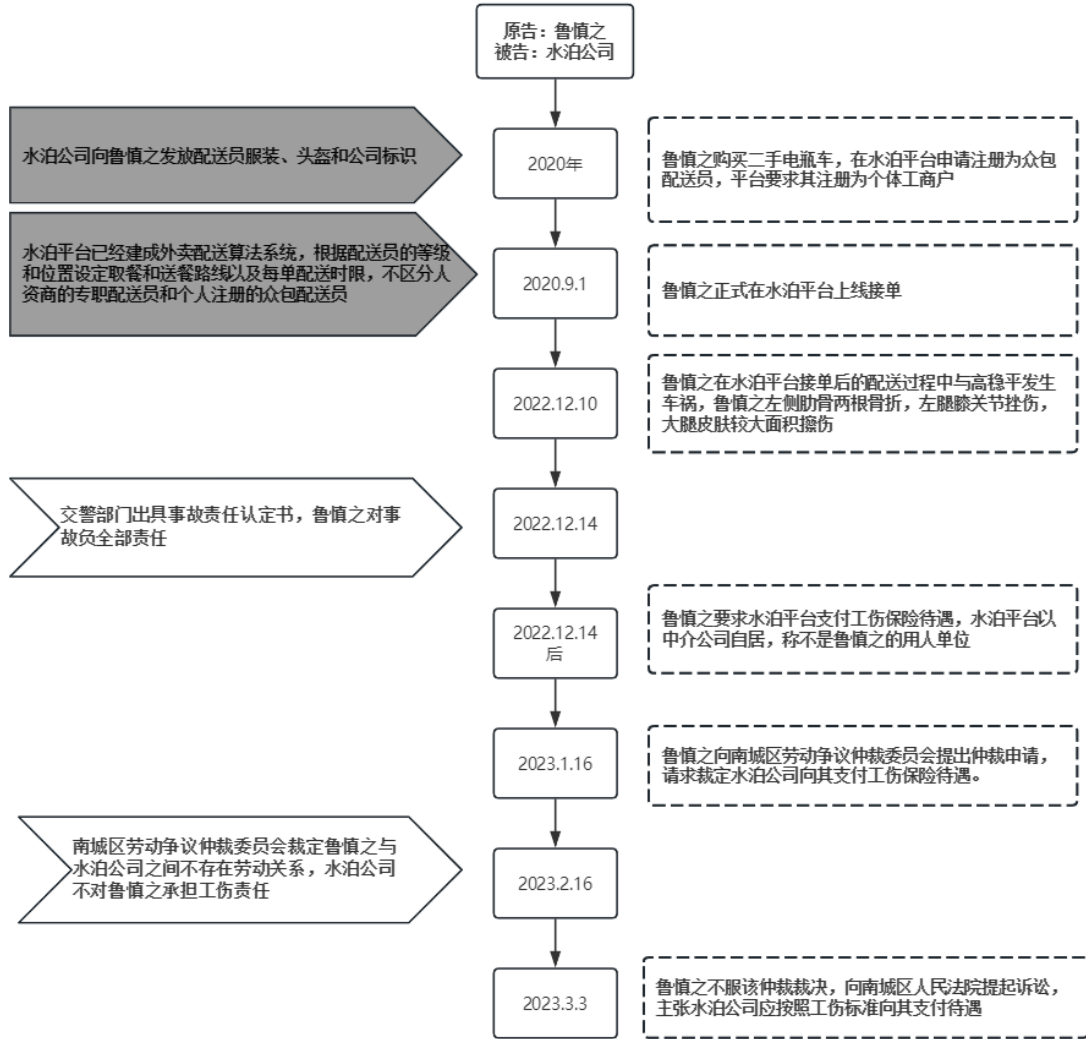 原告：鲁慎之
被告：水泊公司
水泊公司向鲁慎之发放配送员服装、头盔和公司标识
2020年
鲁慎之购买二手电瓶车，在水泊平台申请注册为众包
配送员，平台要求其注册为个体工商户
水泊平台已经建成外卖配送算法系统，根据配送员的等级
和位置设定取餐和送餐路线以及每单配送时限，不区分人
资商的专职配送员和个人注册的众包配送员
2020.9.1
鲁慎之正式在水泊平台上线接单
2022.12.10
鲁慎之在水泊平台接单后的配送过程中与高稳平发生
车祸，鲁慎之左侧肋骨两根骨折，左腿膝关节挫伤，
大腿皮肤较大面积擦伤
交警部门出具事故责任认定书，鲁慎之对事
故负全部责任
2022.12.14
2022.12.14
后
鲁慎之要求水泊平台支付工伤保险待遇，水泊平台以
中介公司自居，称不是鲁慎之的用人单位
2023.1.16
鲁慎之向南城区劳动争议仲裁委员会提出仲裁申请，
请求裁定水泊公司向其支付工伤保险待遇。
南城区劳动争议仲裁委员会裁定鲁慎之与
水泊公司之间不存在劳动关系，水泊公司
不对鲁慎之承担工伤责任
2023.2.16
2023.3.3
鲁慎之不服该仲裁裁决，向南城区人民法院提起诉讼，
主张水泊公司应按照工伤标准向其支付待遇